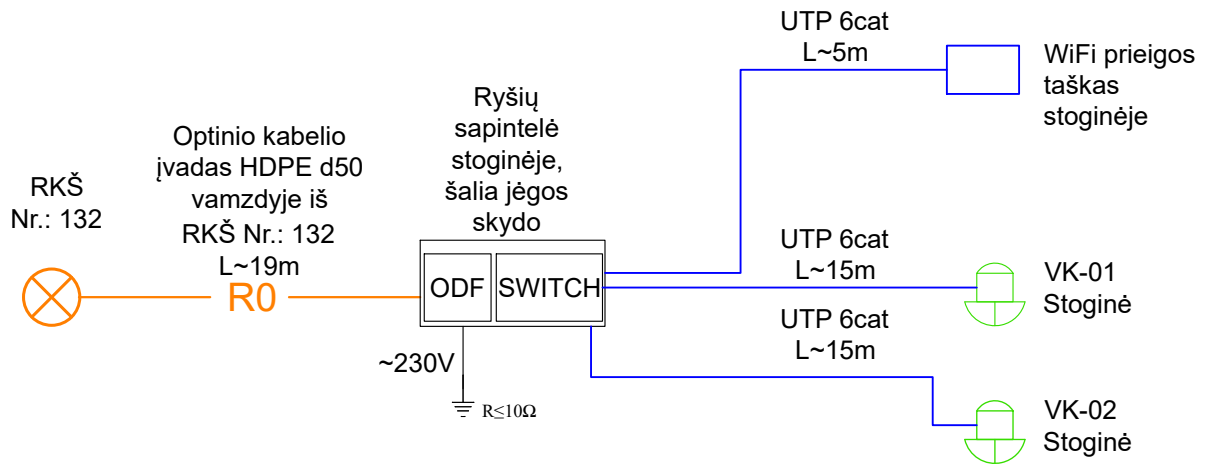 RKŠ
Nr.: 132
Optinio kabelio
įvadas HDPE d50
vamzdyje iš
RKŠ Nr.: 132
L~19m
R0
Ryšių
sapintelė
stoginėje,
šalia jėgos
skydo
ODF
SWITCH
~230V
R≤10Ω
UTP 6cat
L~5m
WiFi prieigos
taškas
stoginėje
UTP 6cat
L~15m
VK-01
Stoginė
UTP 6cat
L~15m
VK-02
Stoginė